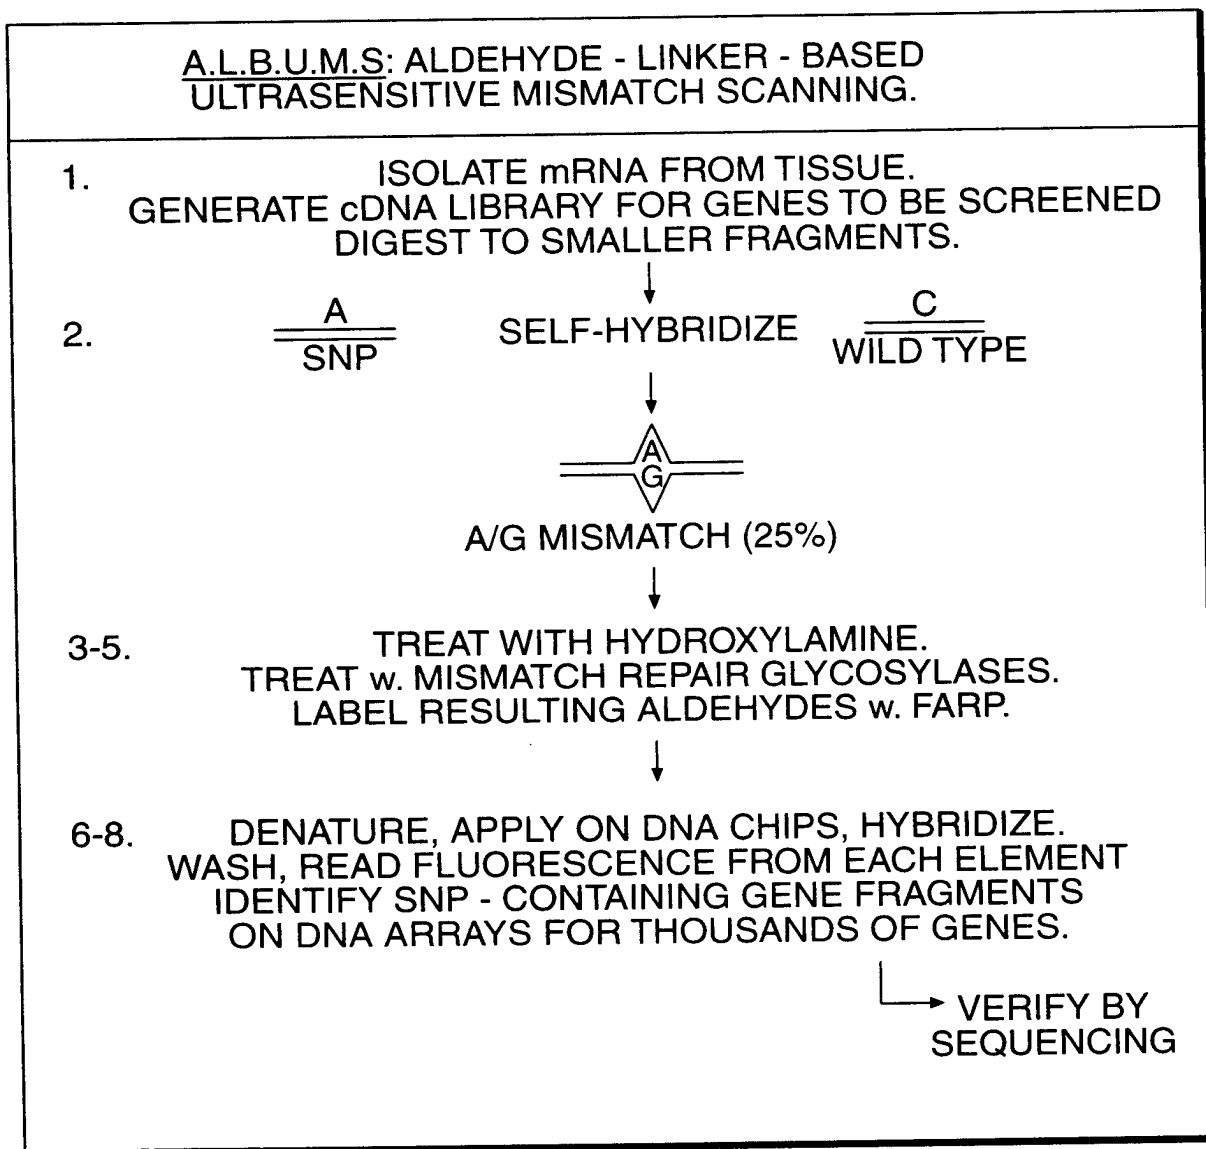 A.L.B.U.M.S: ALDEHYDE - LINKER - BASED
ULTRASENSITIVE MISMATCH SCANNING.
1. ISOLATE mRNA FROM TISSUE.
GENERATE cDNA LIBRARY FOR GENES TO BE SCREENED
DIGEST TO SMALLER FRAGMENTS.
2. A SELF-HYBRIDIZE C
SNP WILD TYPE
A
G
A/G MISMATCH (25%)
3-5. TREAT WITH HYDROXYLAMINE.
TREAT w. MISMATCH REPAIR GLYCOSYLASES.
LABEL RESULTING ALDEHYDES w. FARP.
6-8. DENATURE, APPLY ON DNA CHIPS, HYBRIDIZE.
WASH, READ FLUORESCENCE FROM EACH ELEMENT
IDENTIFY SNP - CONTAINING GENE FRAGMENTS
ON DNA ARRAYS FOR THOUSANDS OF GENES.
VERIFY BY
SEQUENCING